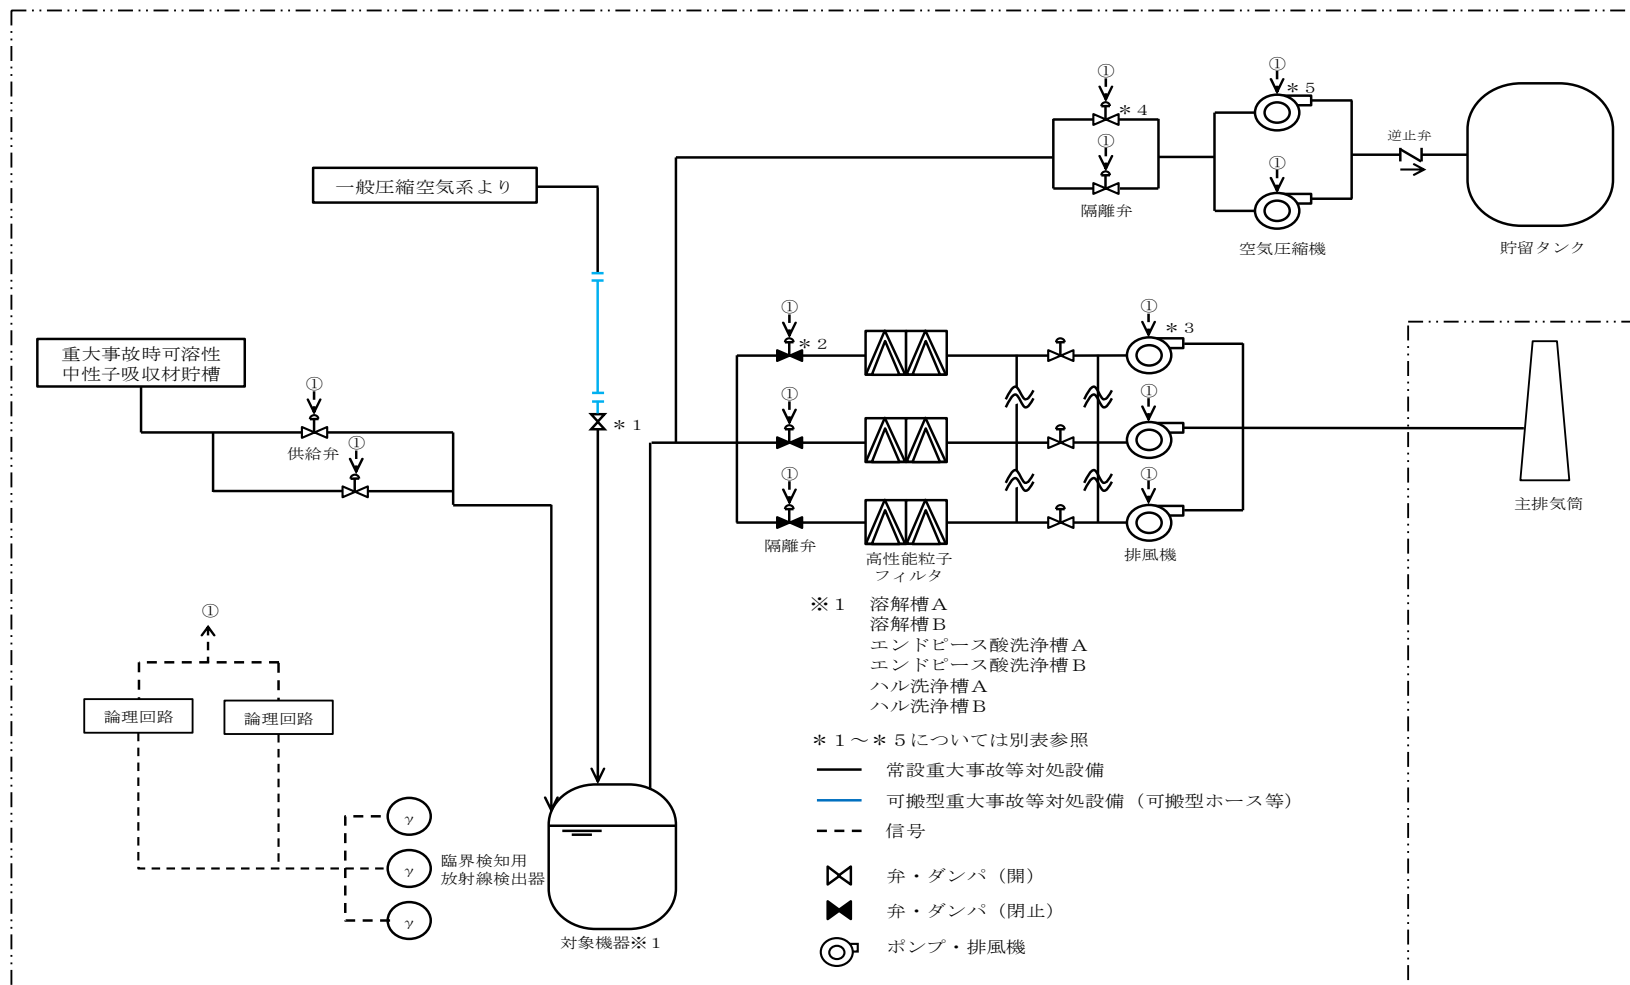 ①
＊５
①
＊４
①
逆止弁
①
隔離弁
空気圧縮機
貯留タンク
一般圧縮空気系より
①
＊２
①
＊３
重大事故時可溶性
中性子吸収材貯槽
①
供給弁
①
＊１
①
①
①
①
隔離弁
高性能粒子
フィルタ
排風機
主排気筒
※１　溶解槽Ａ
溶解槽Ｂ
エンドピース酸洗浄槽Ａ
エンドピース酸洗浄槽Ｂ
ハル洗浄槽Ａ
ハル洗浄槽Ｂ
①
論理回路
論理回路
＊１～＊５については別表参照
常設重大事故等対処設備
可搬型重大事故等対処設備（可搬型ホース等）
信号
弁・ダンパ（開）
弁・ダンパ（閉止）
ポンプ・排風機
γ
γ
γ
臨界検知用
放射線検出器
対象機器※１